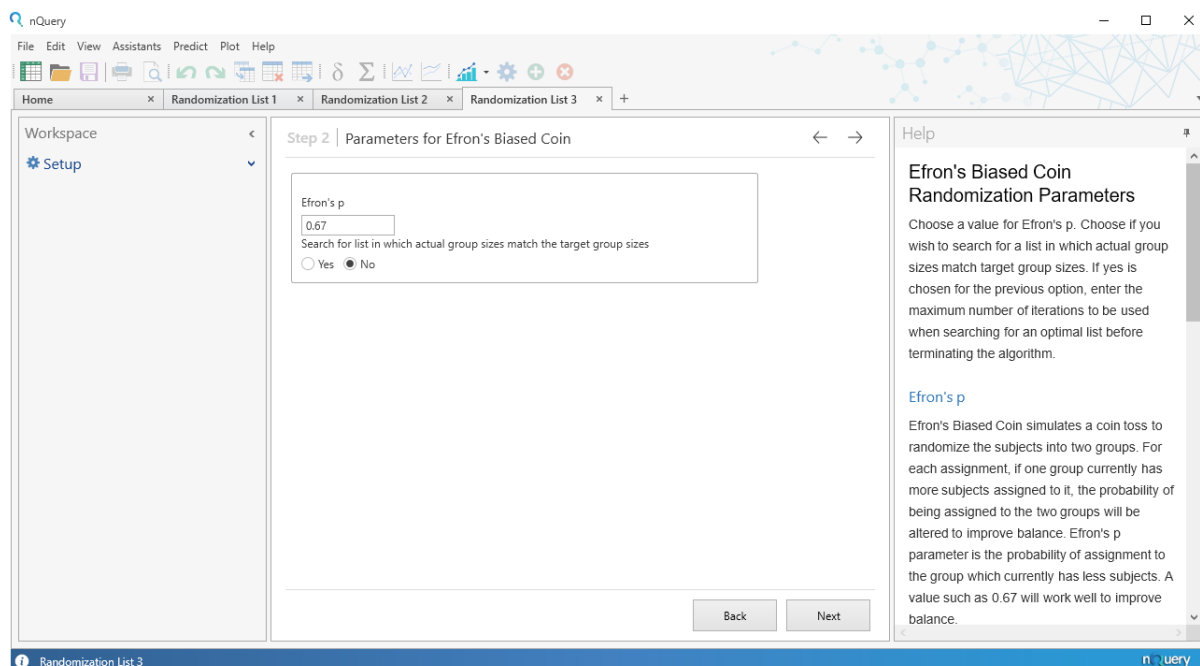 nQuery
File Edit View Assistants Predict Plot Help
Home × Randomization List 1 × Randomization List 2 × Randomization List 3 × +
Workspace
Setup
Step 2 Parameters for Efron's Biased Coin
Efron's p
0.67
Search for list in which actual group sizes match the target group sizes
Yes No
Back Next
Help
Efron's Biased Coin
Randomization Parameters
Choose a value for Efron's p. Choose if you
wish to search for a list in which actual group
sizes match target group sizes. If yes is
chosen for the previous option, enter the
maximum number of iterations to be used
when searching for an optimal list before
terminating the algorithm.
Efron's p
Efron's Biased Coin simulates a coin toss to
randomize the subjects into two groups. For
each assignment, if one group currently has
more subjects assigned to it, the probability of
being assigned to the two groups will be
altered to improve balance. Efron's p
parameter is the probability of assignment to
the group which currently has less subjects. A
value such as 0.67 will work well to improve
balance.
Randomization List 3
nQuery